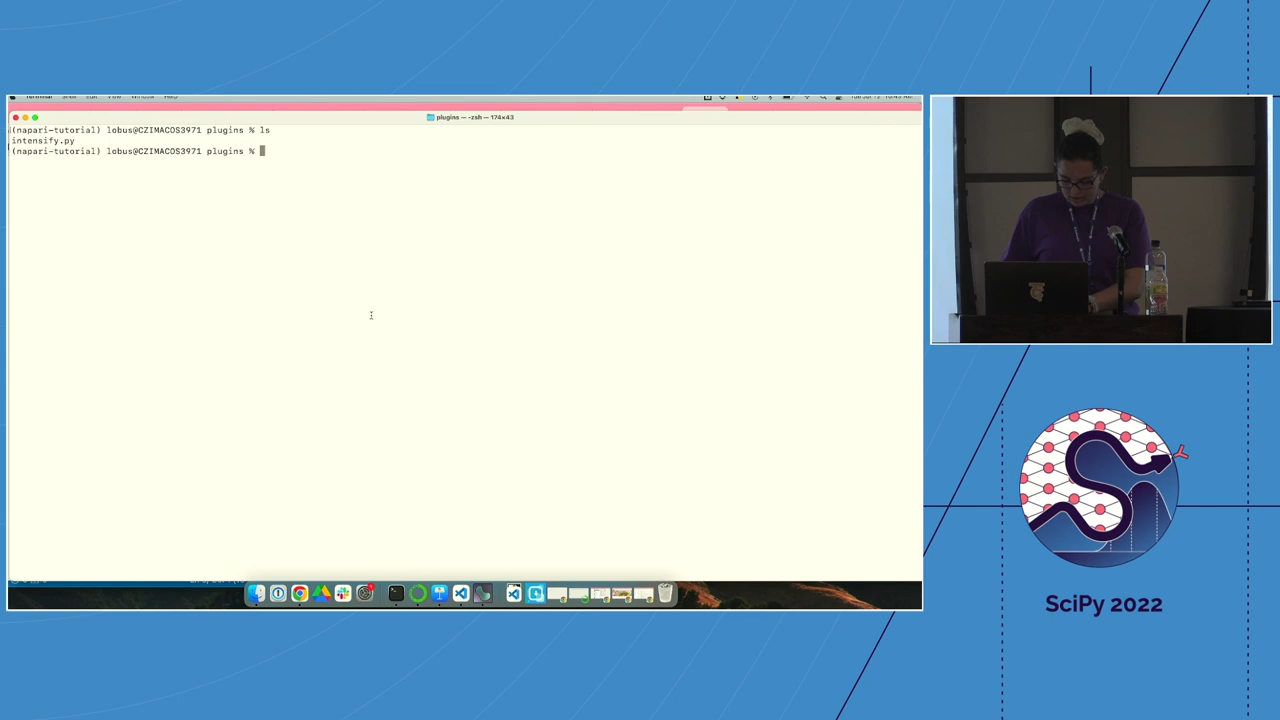 plugins — -zsh — 174×43
(napari-tutorial) lobus@CZIMACOS3971 plugins % ls
intensify.py
(napari-tutorial) lobus@CZIMACOS3971 plugins %
SciPy 2022